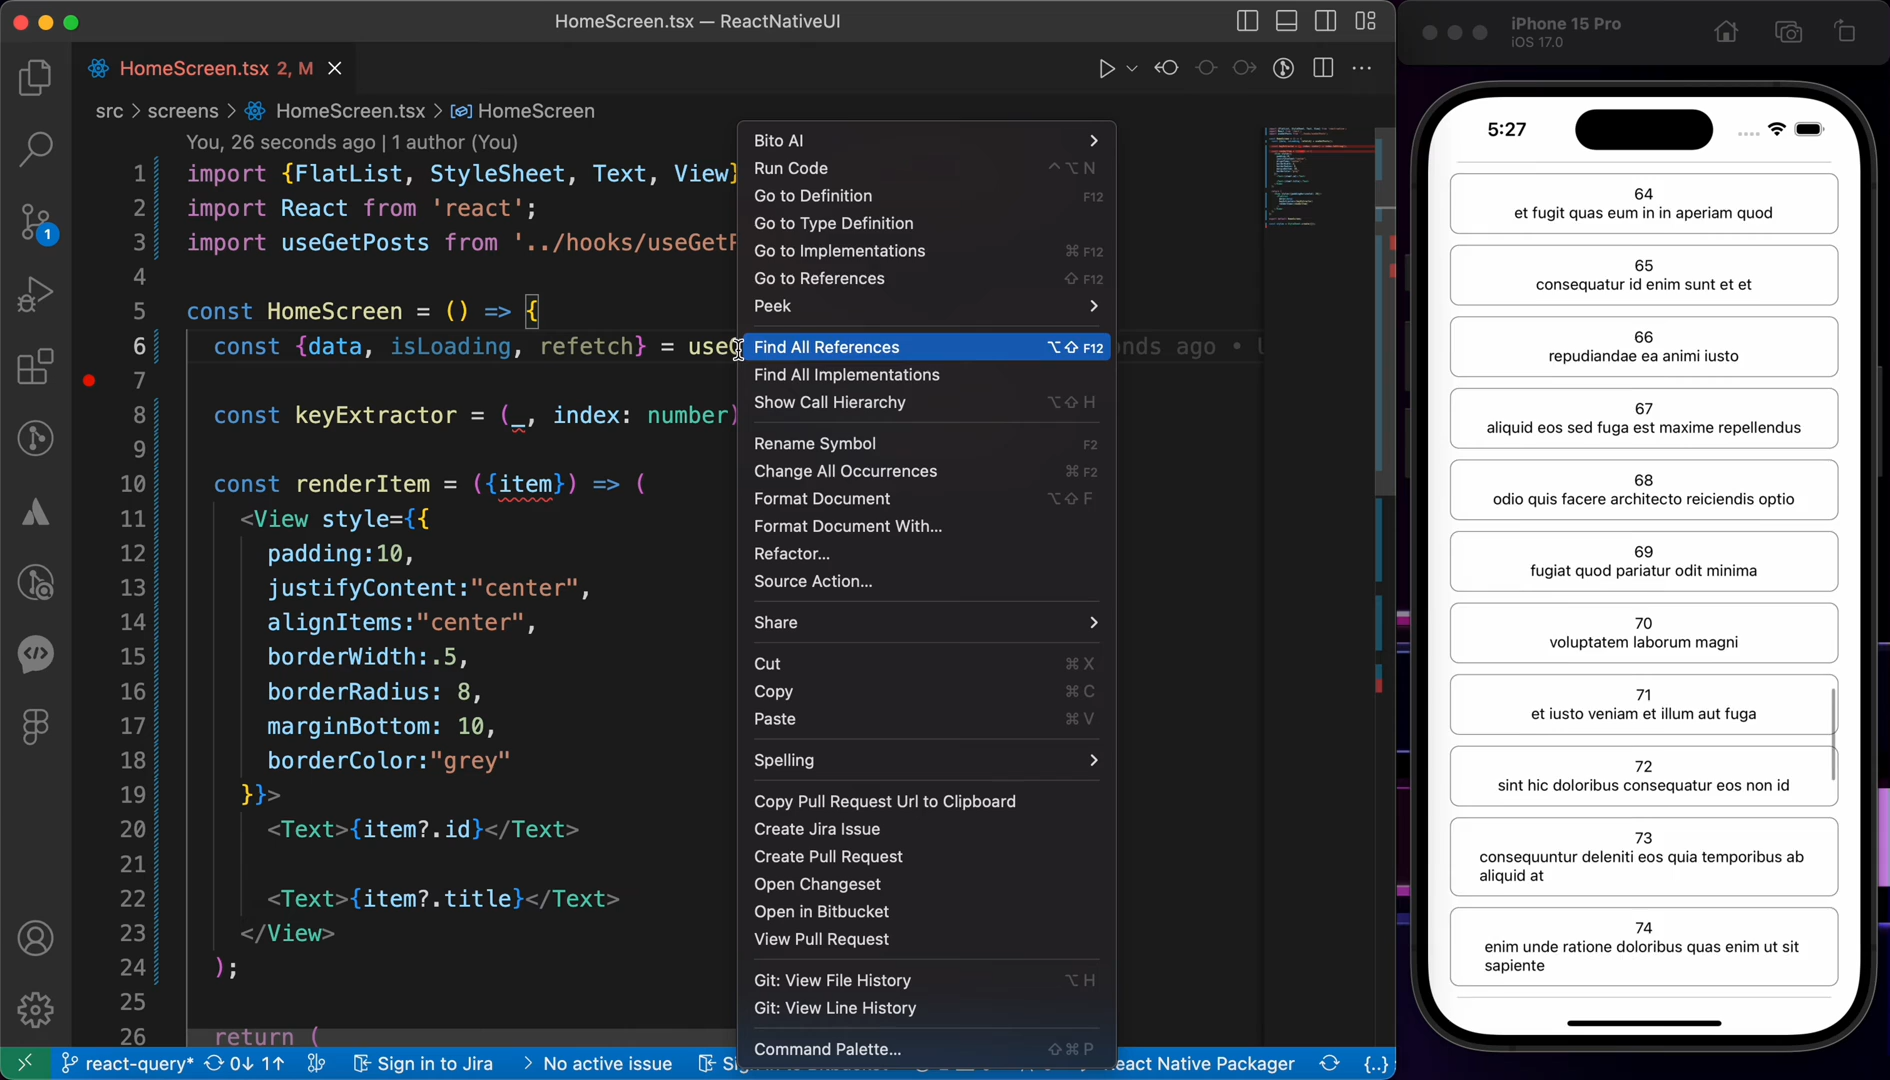 HomeScreen.tsx — ReactNativeUI
HomeScreen.tsx 2, M
src > screens > HomeScreen.tsx > HomeScreen
You, 26 seconds ago | 1 author (You)
1 import {FlatList, StyleSheet, Text, View}
2 import React from 'react';
3 import useGetPosts from '../hooks/useGetP
4
5 const HomeScreen = () => {
6 const {data, isLoading, refetch} = useG
nds ago •
7
8 const keyExtractor = (_, index: number)
9
10 const renderItem = ({item}) => (
11 <View style={{
12 padding:10,
13 justifyContent:"center",
14 alignItems:"center",
15 borderWidth:.5,
16 borderRadius: 8,
17 marginBottom: 10,
18 borderColor:"grey"
19 }}>
20 <Text>{item?.id}</Text>
21
22 <Text>{item?.title}</Text>
23 </View>
24 );
25
26 return (
1
Bito AI
Run Code ^⌥N
Go to Definition F12
Go to Type Definition
Go to Implementations ⌘F12
Go to References ⇧F12
Peek
Find All References ⌥⇧F12
Find All Implementations
Show Call Hierarchy ⌥⇧H
Rename Symbol F2
Change All Occurrences ⌘F2
Format Document ⌥⇧F
Format Document With...
Refactor...
Source Action...
Share
Cut ⌘X
Copy ⌘C
Paste ⌘V
Spelling
Copy Pull Request Url to Clipboard
Create Jira Issue
Create Pull Request
Open Changeset
Open in Bitbucket
View Pull Request
Git: View File History ⌥H
Git: View Line History
Command Palette... ⇧⌘P
react-query* 0↓ 1↑ Sign in to Jira No active issue
React Native Packager {..}
iPhone 15 Pro
iOS 17.0
5:27
64
et fugit quas eum in in aperiam quod
65
consequatur id enim sunt et et
66
repudiandae ea animi iusto
67
aliquid eos sed fuga est maxime repellendus
68
odio quis facere architecto reiciendis optio
69
fugiat quod pariatur odit minima
70
voluptatem laborum magni
71
et iusto veniam et illum aut fuga
72
sint hic doloribus consequatur eos non id
73
consequuntur deleniti eos quia temporibus ab
aliquid at
74
enim unde ratione doloribus quas enim ut sit
sapiente